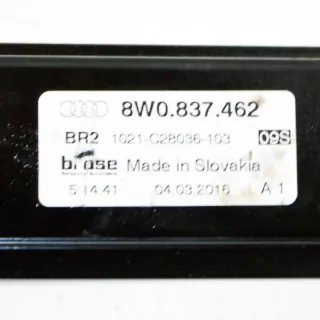 8W0.837.462
BR2 1021-C28036-103 09S
brose Made in Slovakia
5:14:41 04.03.2016 A 1